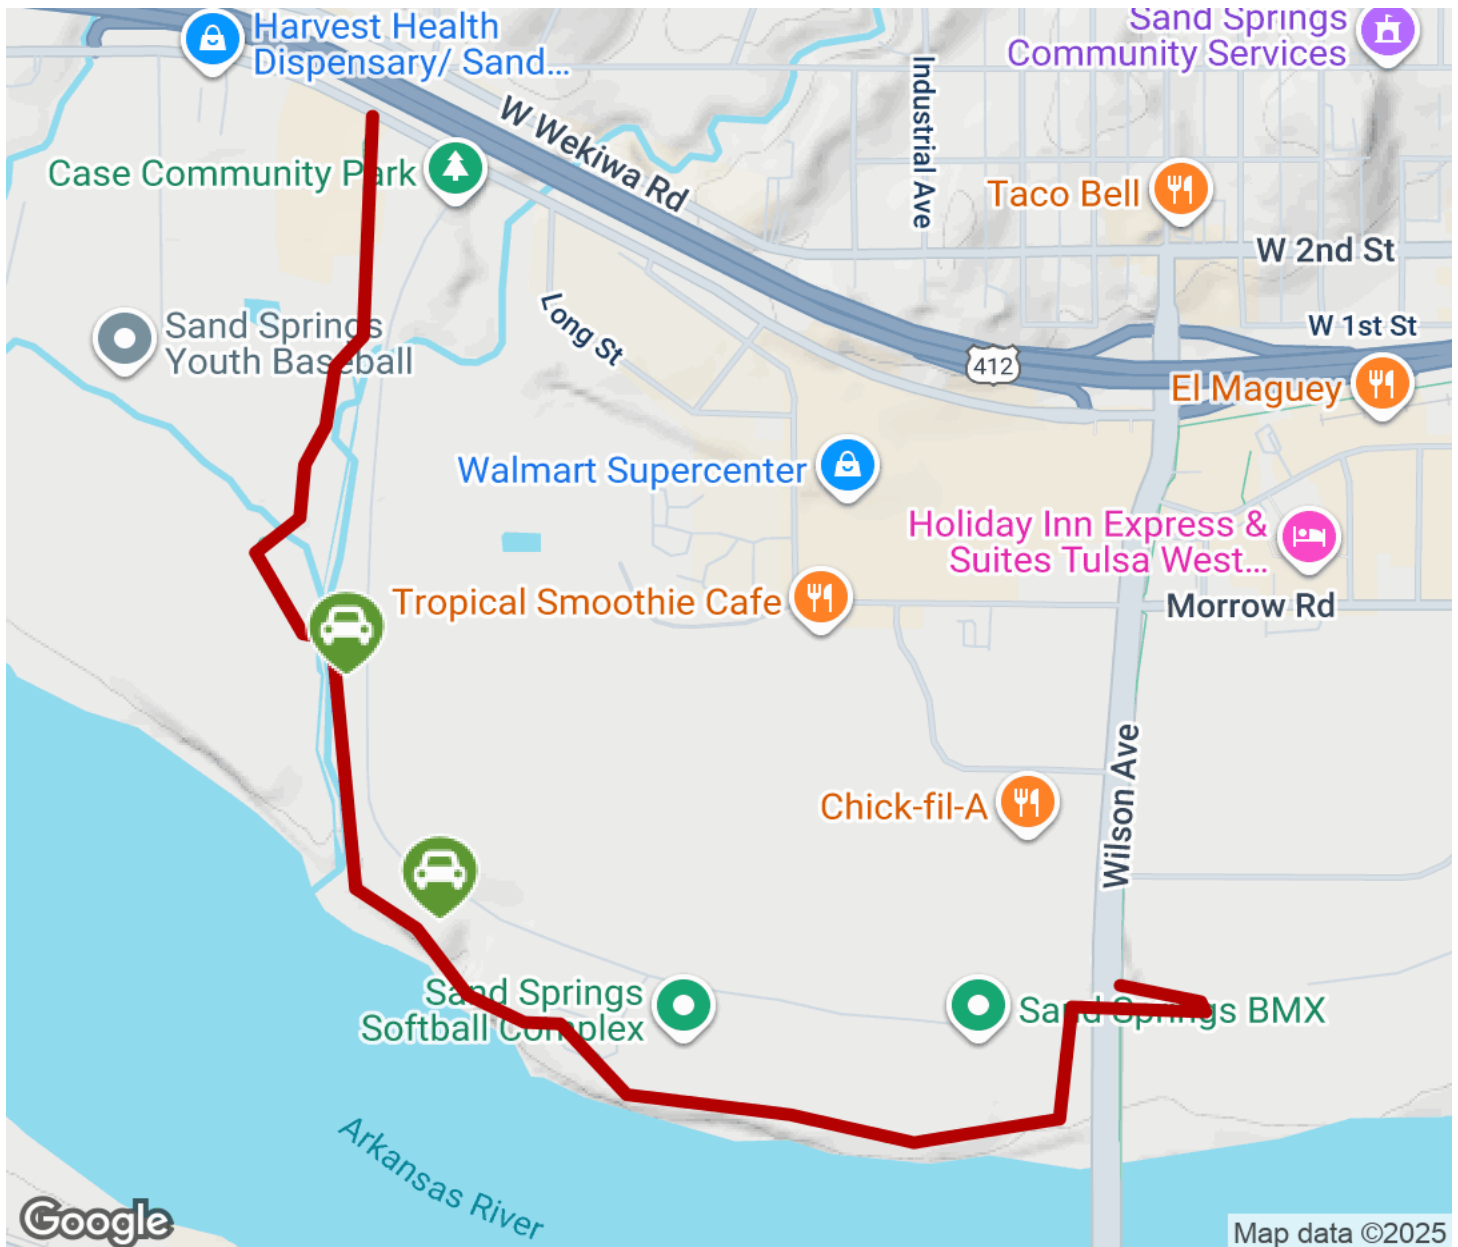 Harvest Health
Dispensary/ Sand...
Sand Springs
Community Services
W Wekiwa Rd
Industrial Ave
Case Community Park
Taco Bell
W 2nd St
Long St
Sand Springs
Youth Baseball
W 1st St
412
El Maguey
Walmart Supercenter
Holiday Inn Express &
Suites Tulsa West...
Tropical Smoothie Cafe
Morrow Rd
Wilson Ave
Chick-fil-A
Sand Springs
Softball Complex
Sand Springs BMX
Arkansas River
Google
Map data ©2025